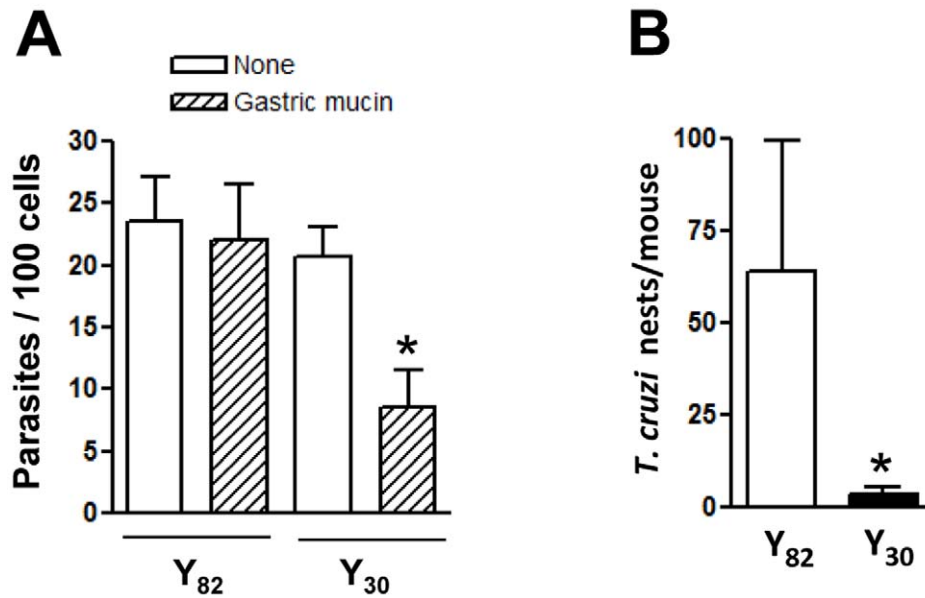 A
None
Gastric mucin
Parasites / 100 cells
30
25
20
15
10
5
0
*
Y82
Y30
B
T. cruzi nests/mouse
100
75
50
25
0
*
Y82
Y30